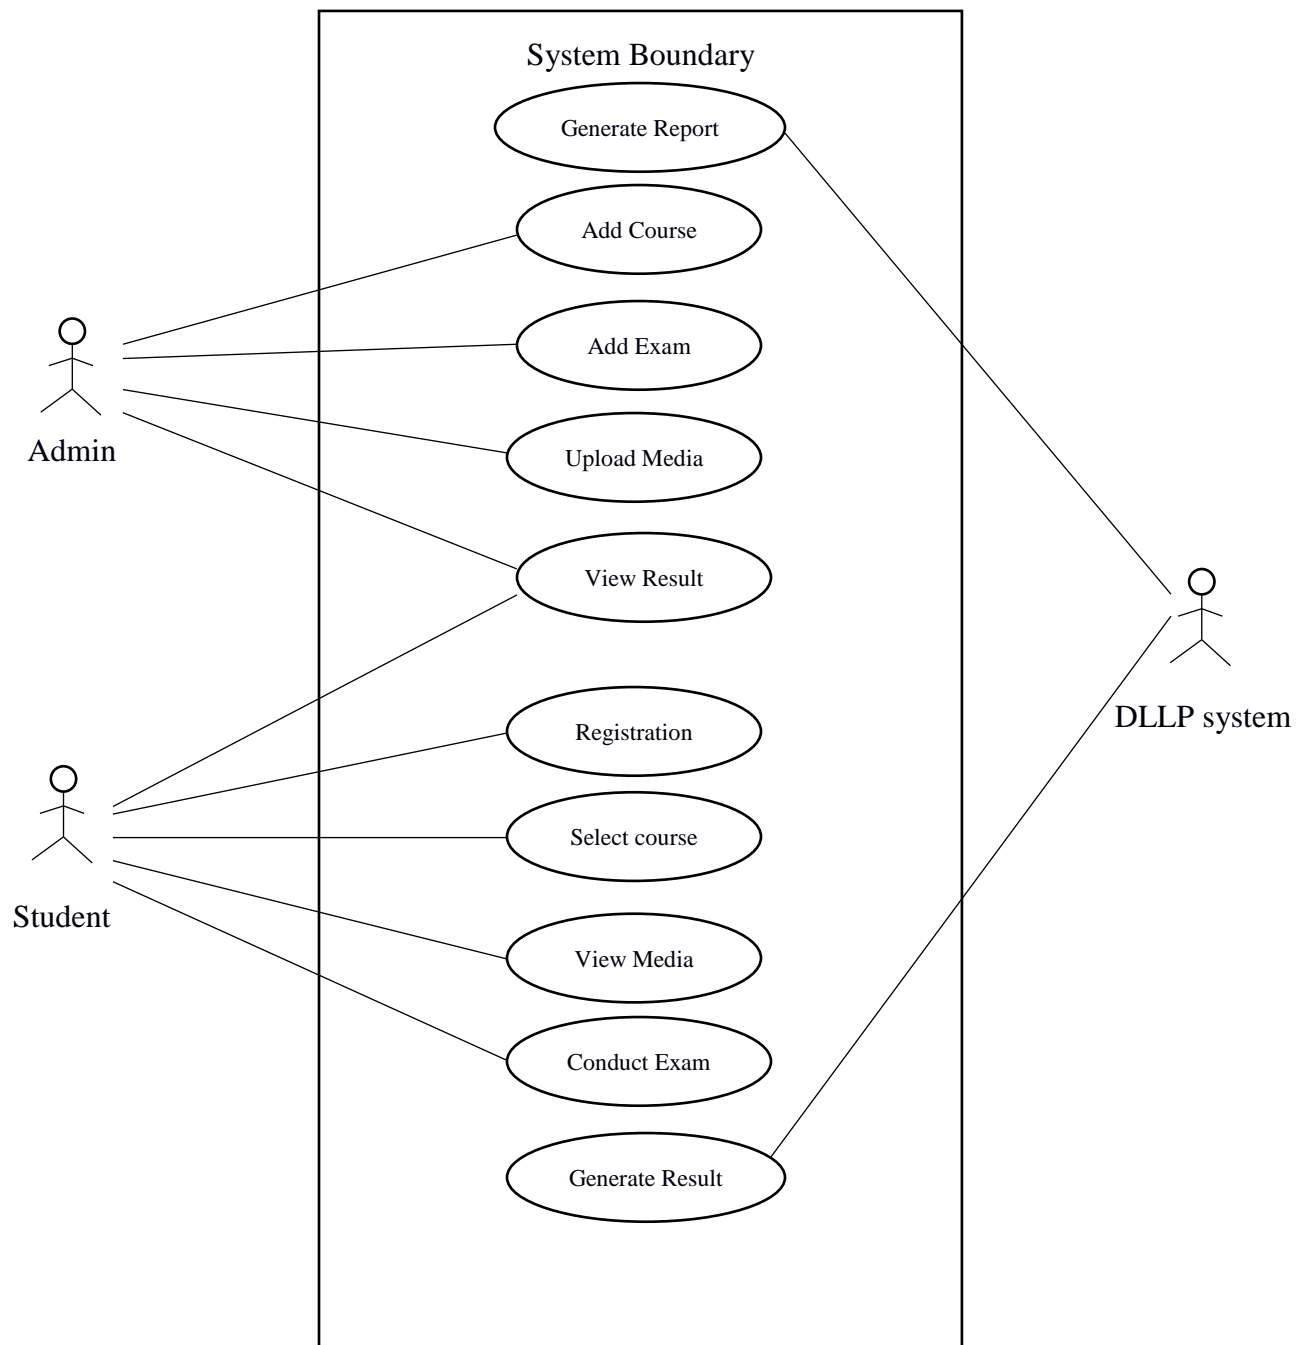 System Boundary
Generate Report
Add Course
Add Exam
Admin
Upload Media
View Result
DLLP system
Registration
Select course
Student
View Media
Conduct Exam
Generate Result